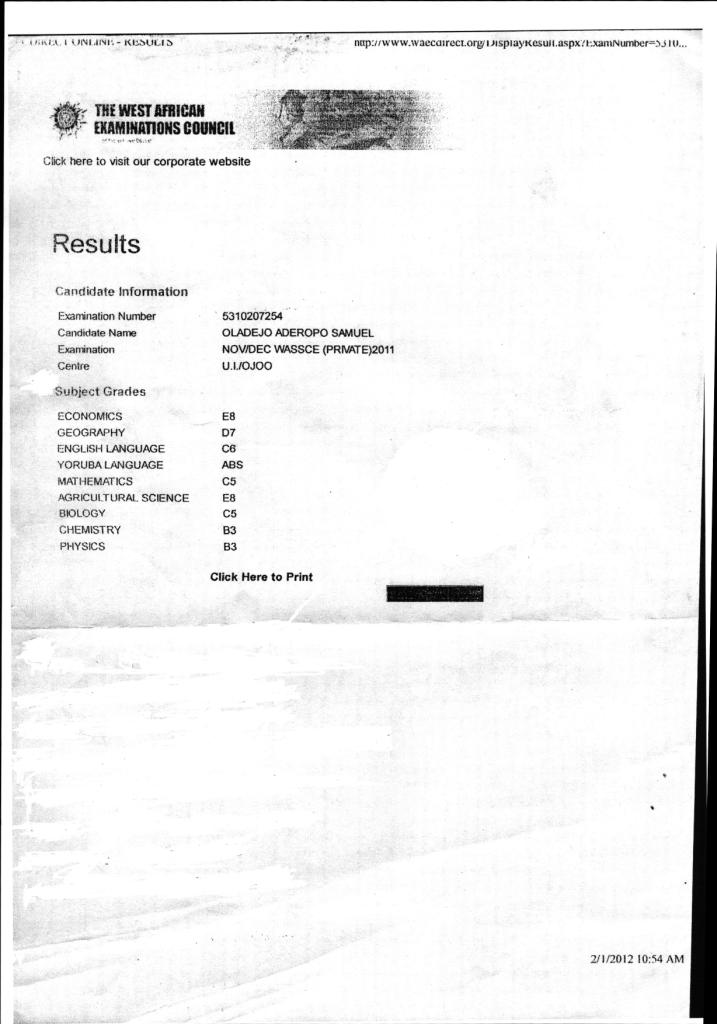 ONLINE - RESULTS
http://www.waecdirect.org/DisplayResult.aspx?ExamNumber=5310...
THE WEST AFRICAN
EXAMINATIONS COUNCIL
Click here to visit our corporate website
Results
Candidate Information
Examination Number 5310207254
Candidate Name OLADEJO ADEROPO SAMUEL
Examination NOV/DEC WASSCE (PRIVATE)2011
Centre U.I./OJOO
Subject Grades
ECONOMICS E8
GEOGRAPHY D7
ENGLISH LANGUAGE C6
YORUBA LANGUAGE ABS
MATHEMATICS C5
AGRICULTURAL SCIENCE E8
BIOLOGY C5
CHEMISTRY B3
PHYSICS B3
Click Here to Print
2/1/2012 10:54 AM